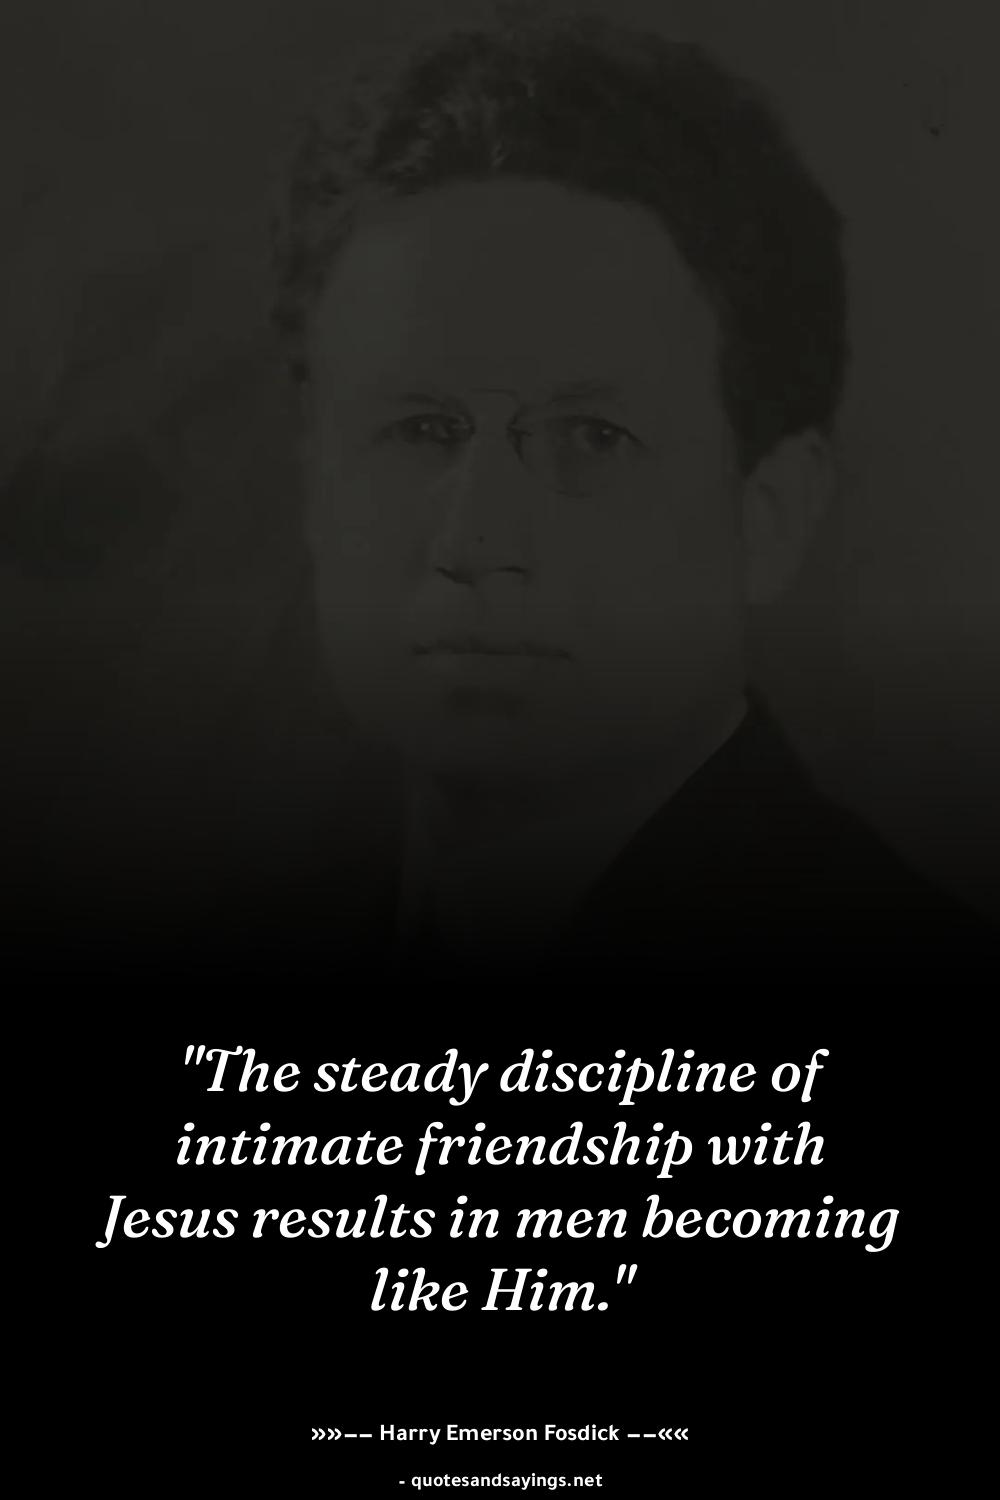 "The steady discipline of
intimate friendship with
Jesus results in men becoming
like Him."
»»−− Harry Emerson Fosdick −−««
- quotesandsayings.net